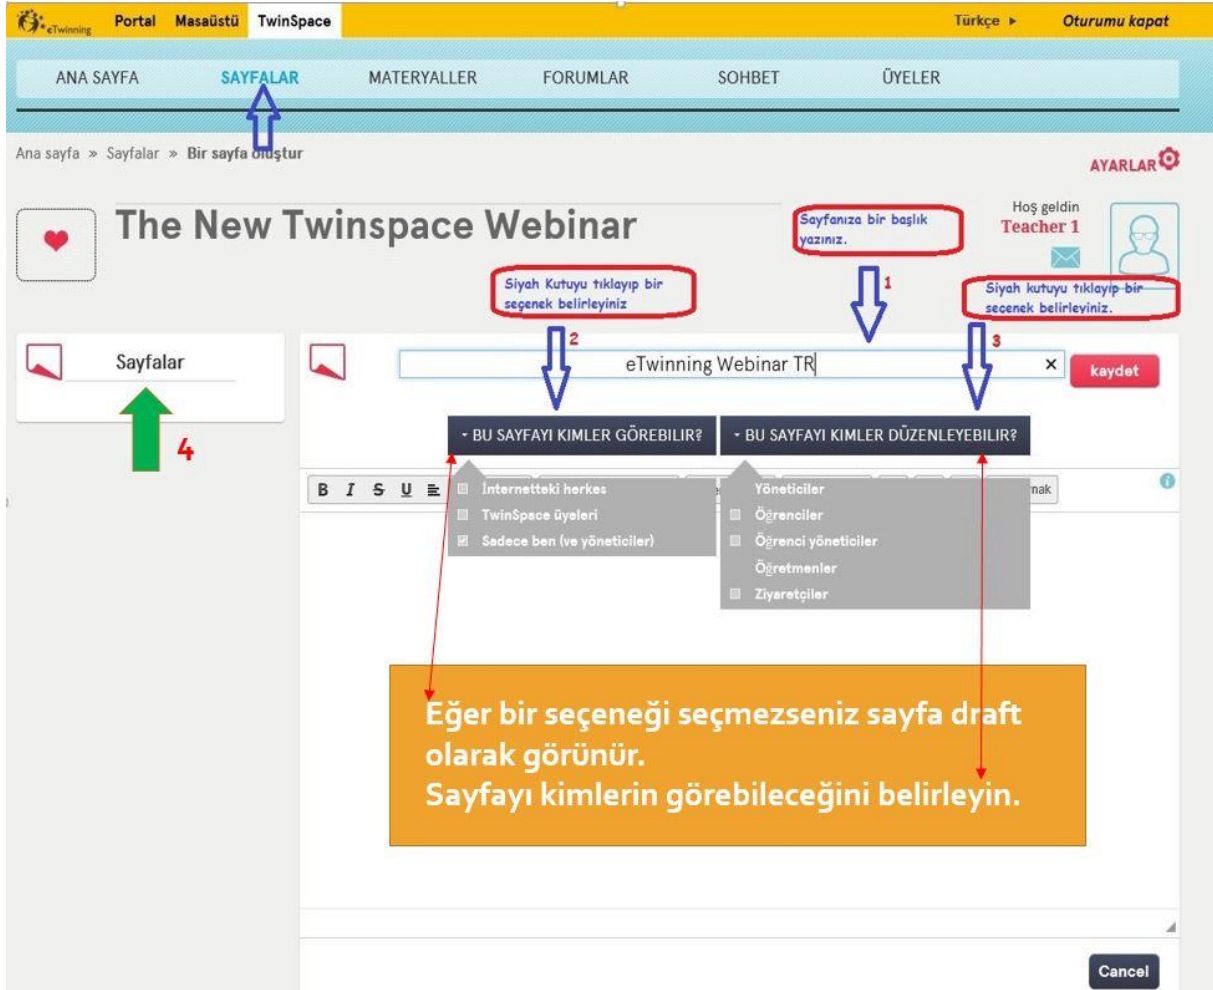 eTwinning Portal Masaüstü TwinSpace Türkçe Oturumu kapat
ANA SAYFA SAYFALAR MATERYALLER FORUMLAR SOHBET ÜYELER
Ana sayfa » Sayfalar » Bir sayfa oluştur
AYARLAR
The New Twinspace Webinar
Hoş geldin
Teacher 1
Sayfanıza bir başlık
yazınız.
1
Siyah Kutuyu tıklayıp bir
seçenek belirleyiniz
2
Siyah kutuyu tıklayıp bir
seçenek belirleyiniz.
3
Sayfalar
4
eTwinning Webinar TR
×
kaydet
BU SAYFAYI KIMLER GÖREBILIR?
BU SAYFAYI KIMLER DÜZENLEYEBILIR?
B I S U
İnternetteki herkes
TwinSpace üyeleri
Sadece ben (ve yöneticiler)
Yöneticiler
Öğrenciler
Öğrenci yöneticiler
Öğretmenler
Ziyaretçiler
Eğer bir seçeneği seçmezseniz sayfa draft
olarak görünür.
Sayfayı kimlerin görebileceğini belirleyin.
Cancel